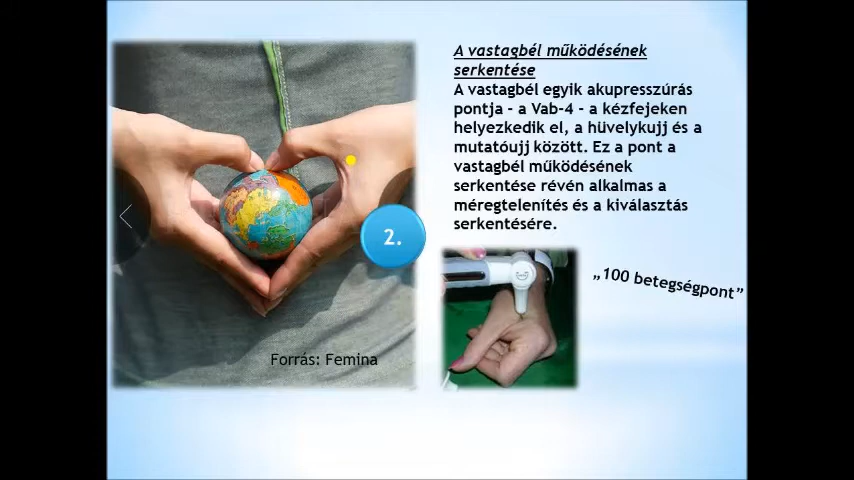 A vastagbél működésének
serkentése
A vastagbél egyik akupresszúrás
pontja - a Vab-4 - a kézfejeken
helyezkedik el, a hüvelykujj és a
mutatóujj között. Ez a pont a
vastagbél működésének
serkentése révén alkalmas a
méregtelenítés és a kiválasztás
serkentésére.
2.
„100 betegségpont”
Forrás: Femina